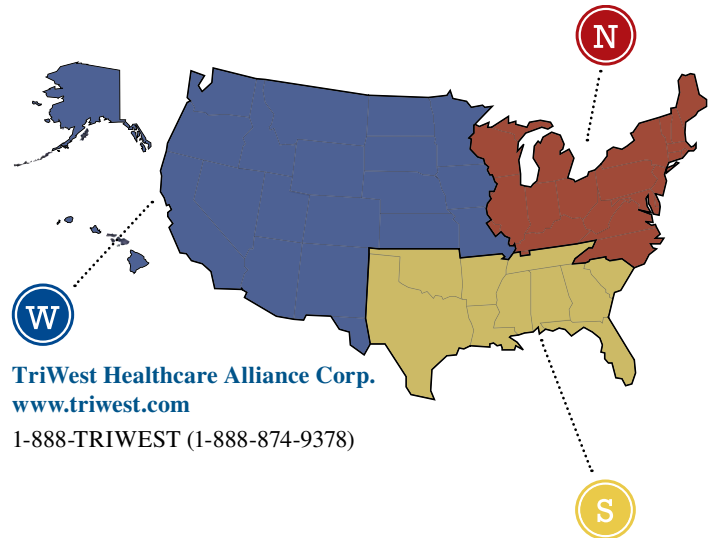 N
W
TriWest Healthcare Alliance Corp.
www.triwest.com
1-888-TRIWEST (1-888-874-9378)
S